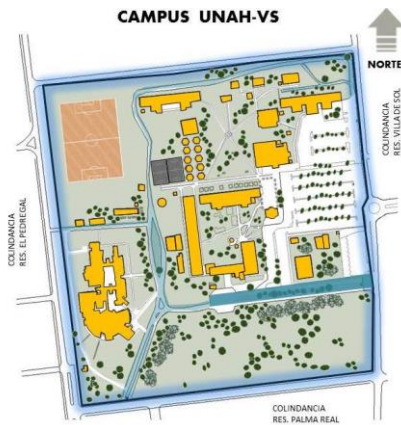 CAMPUS UNAH-VS
NORTE
COLINDANCIA
RES. VILLA DE SOL
COLINDANCIA
RES. EL PEDREGAL
COLINDANCIA
RES. PALMA REAL